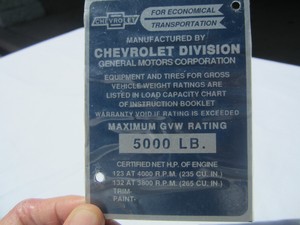 CHEVROLET
FOR ECONOMICAL
TRANSPORTATION
MANUFACTURED BY
CHEVROLET DIVISION
GENERAL MOTORS CORPORATION
EQUIPMENT AND TIRES FOR GROSS
VEHICLE WEIGHT RATINGS ARE
LISTED IN LOAD CAPACITY CHART
OF INSTRUCTION BOOKLET
WARRANTY VOID IF RATING IS EXCEEDED
MAXIMUM GVW RATING
5000 LB.
CERTIFIED NET H.P. OF ENGINE
123 AT 4000 R.P.M. (235 CU. IN.)
132 AT 3800 R.P.M. (265 CU. IN.)
TRIM-
PAINT-